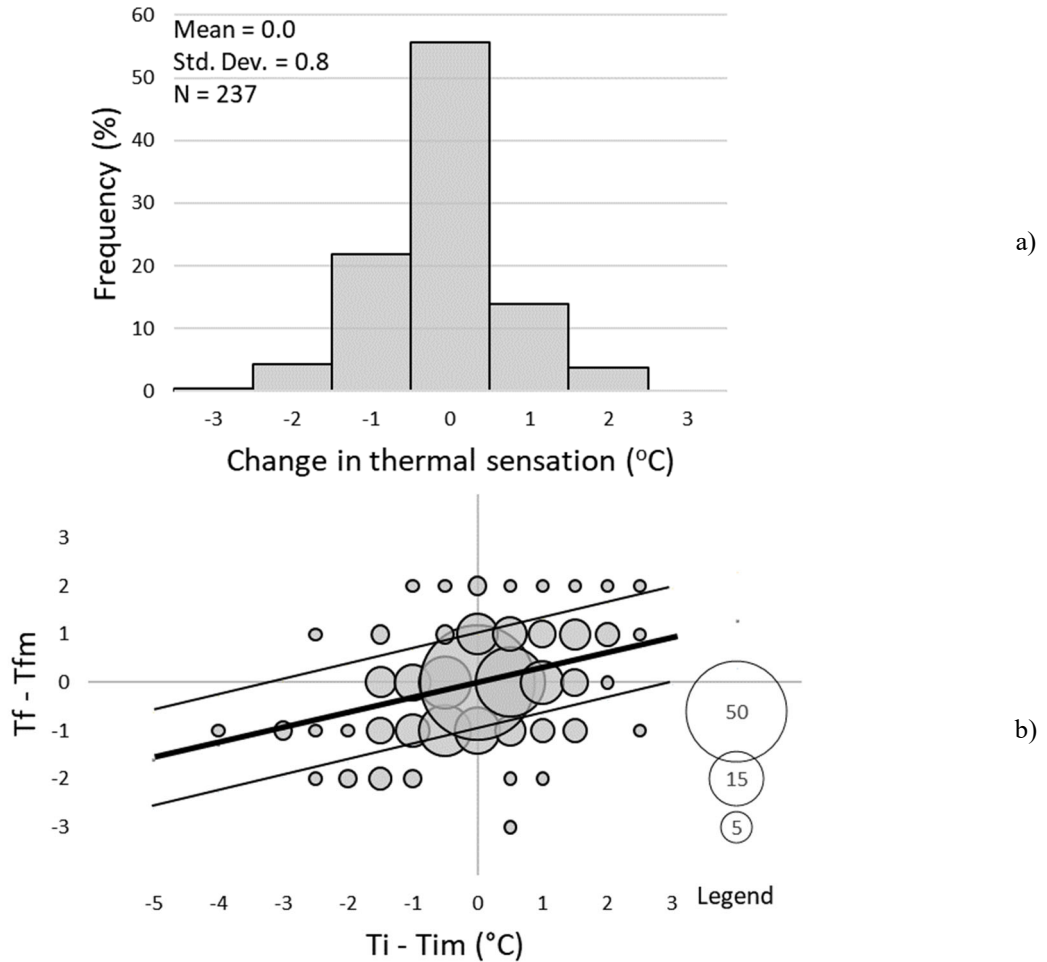 60
Mean = 0.0
Std. Dev. = 0.8
50
N = 237
40
30
20
10
0
Frequency (%)
a)
-3 -2 -1 0 1 2 3
Change in thermal sensation (°C)
3
2
1
0
-1
-2
-3
Tf - Tfm
50
15
5
b)
-5 -4 -3 -2 -1 0 1 2 3
Legend
Ti - Tim (°C)